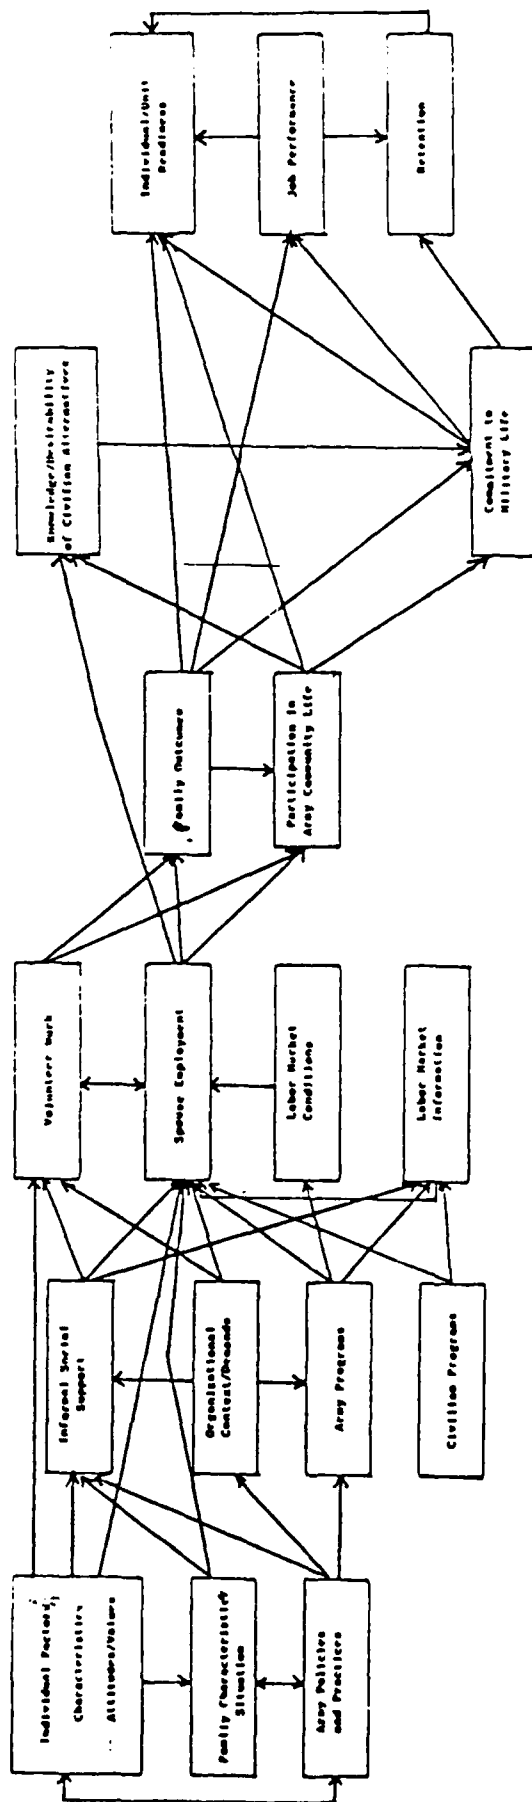 Individual Factors
Characteristics
Attitudes/Values
Family Characteristics
Situation
Army Policies
and Practices
Informal Social
Support
Organizational
Context/Demands
Army Programs
Civilian Programs
Volunteer Work
Spouse Employment
Labor Market
Conditions
Labor Market
Information
Family Outcomes
Participation in
Army Community Life
Knowledge/Desirability
of Civilian Alternatives
Commitment to
Military Life
Individual/Unit
Readiness
Job Performance
Retention